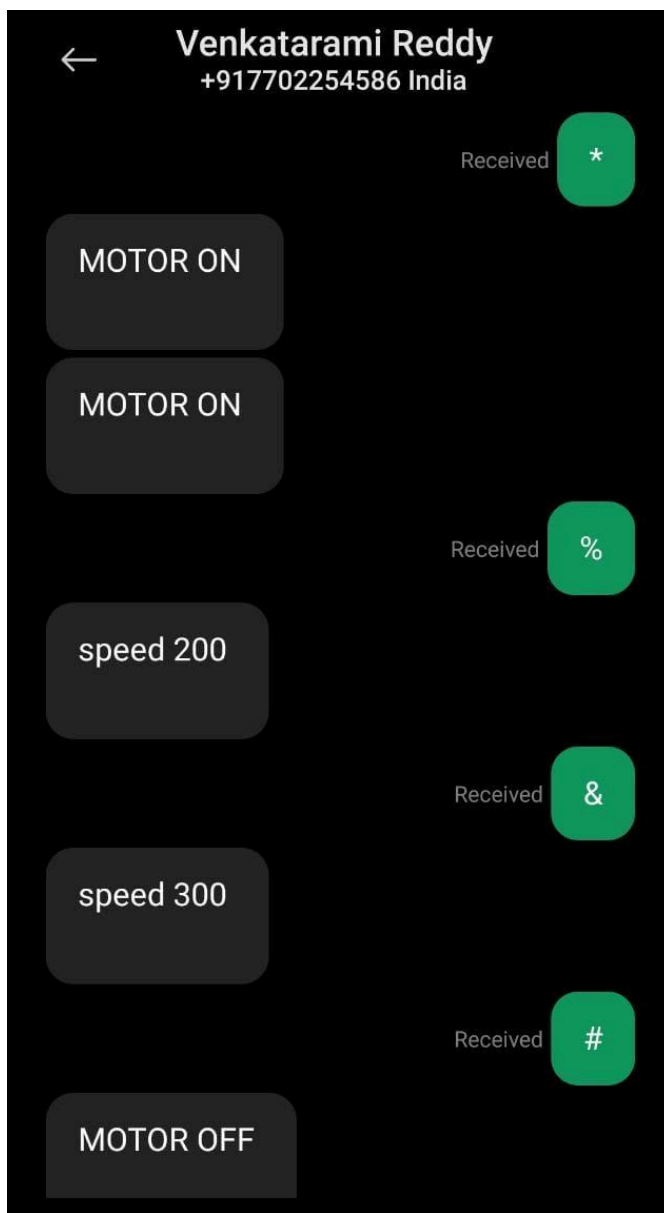 Venkatarami Reddy
+917702254586 India
Received *
MOTOR ON
MOTOR ON
Received %
speed 200
Received &
speed 300
Received #
MOTOR OFF